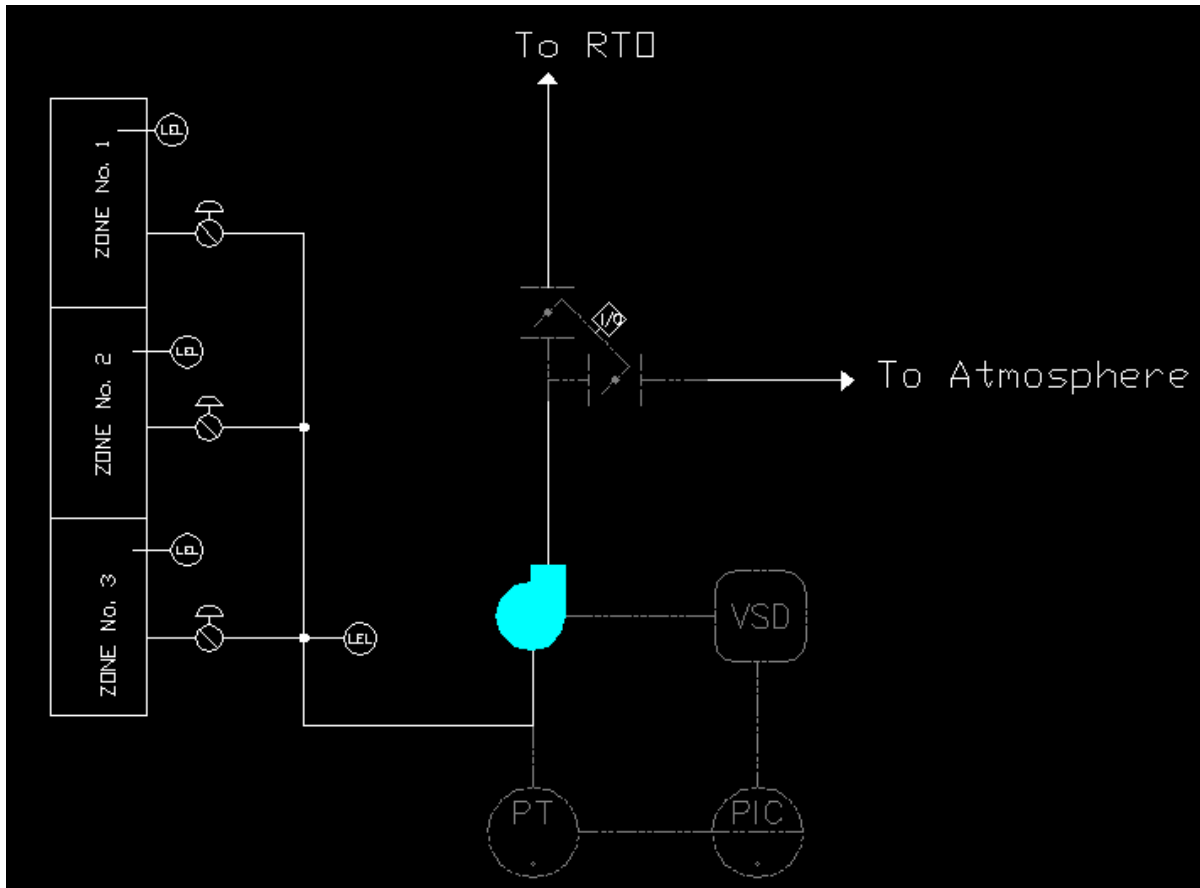 To RTO
LEL
ZONE No. 1
I/O
LEL
ZONE No. 2
To Atmosphere
LEL
ZONE No. 3
VSD
LEL
PT
PIC